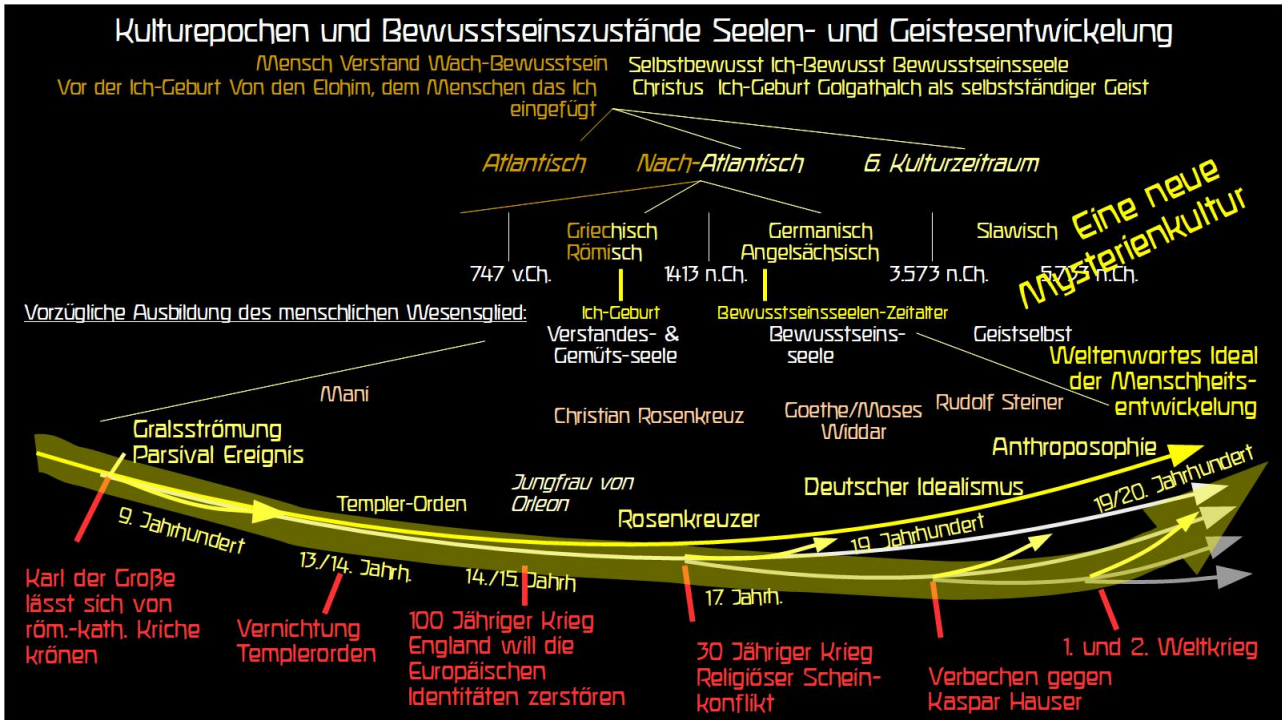 Kulturepochen und Bewusstseinszustände Seelen- und Geistesentwickelung
Mensch Verstand Wach-Bewusstsein
Vor der Ich-Geburt Von den Elohim, dem Menschen das Ich
eingefügt
Selbstbewusst Ich-Bewusst Bewusstseinsseele
Christus Ich-Geburt GolgathaIch als selbstständiger Geist
Atlantisch
Nach-Atlantisch
6. Kulturzeitraum
Eine neue
Mysterienkultur
Griechisch
Römisch
Germanisch
Angelsächsisch
Slawisch
747 v.Ch.
1413 n.Ch.
3.573 n.Ch.
5.733 n.Ch.
Vorzügliche Ausbildung des menschlichen Wesensglied:
Ich-Geburt
Verstandes- &
Gemüts-seele
Bewusstseinsseelen-Zeitalter
Bewusstseins-
seele
Geistselbst
Weltenwortes Ideal
der Menschheits-
entwickelung
Mani
Christian Rosenkreuz
Goethe/Moses
Widdar
Rudolf Steiner
Gralsströmung
Parsival Ereignis
Templer-Orden
Jungfrau von
Orleon
Rosenkreuzer
Deutscher Idealismus
Anthroposophie
9. Jahrhundert
13./14. Jahrh.
14./15. Jahrh
17. Jahrh.
19. Jahrhundert
19/20. Jahrhundert
Karl der Große
lässt sich von
röm.-kath. Kriche
krönen
Vernichtung
Templerorden
100 Jähriger Krieg
England will die
Europäischen
Identitäten zerstören
30 Jähriger Krieg
Religiöser Schein-
konflikt
Verbechen gegen
Kaspar Hauser
1. und 2. Weltkrieg